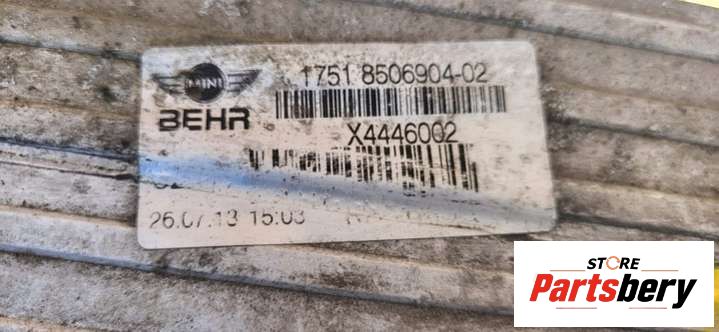 MINI
1751 8506904-02
BEHR
X4446002
26.07.13 15:03
STORE
Partsbery